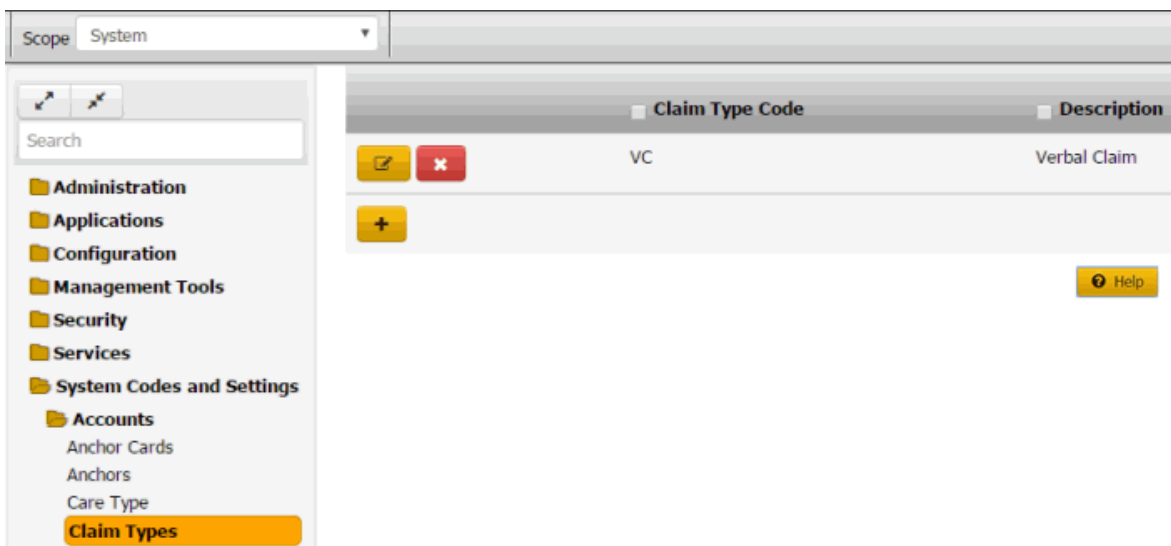 Scope System
Search
Administration
Applications
Configuration
Management Tools
Security
Services
System Codes and Settings
Accounts
Anchor Cards
Anchors
Care Type
Claim Types
Claim Type Code Description
VC Verbal Claim
Help